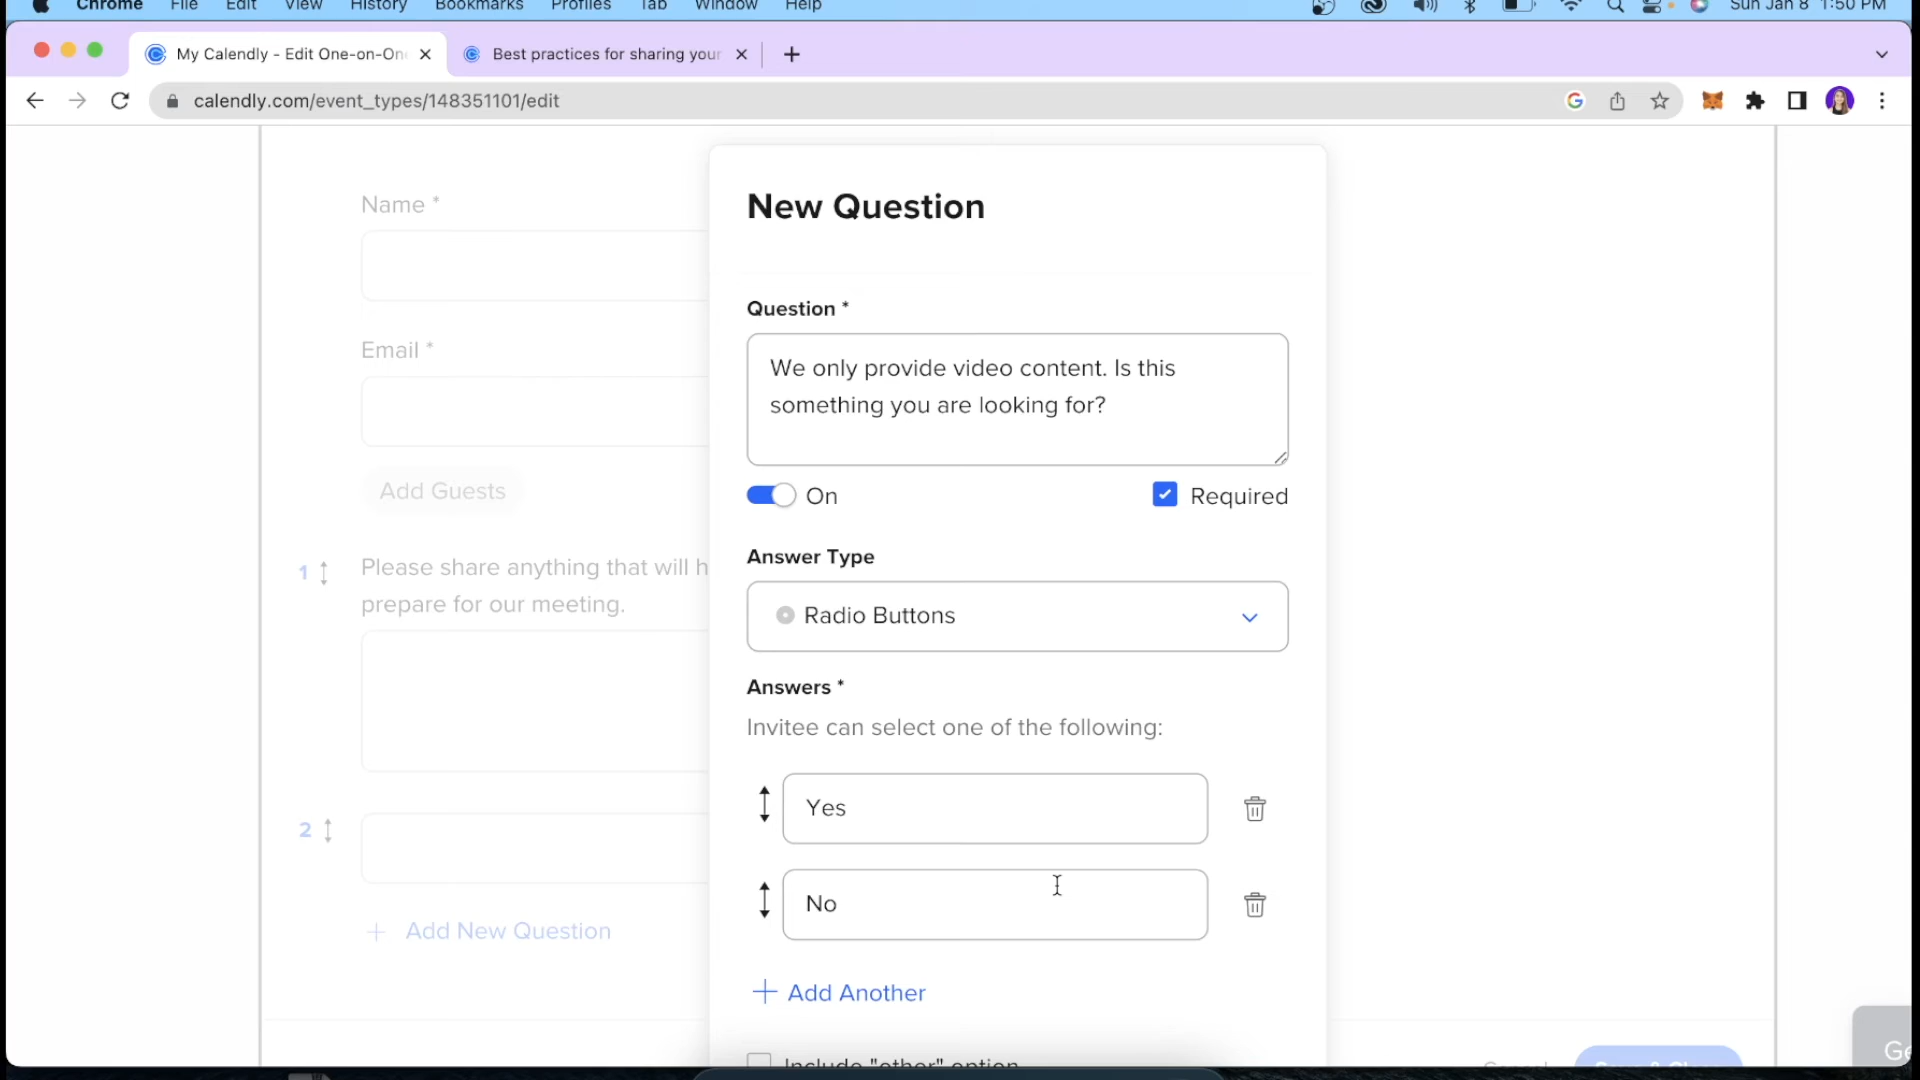 Chrome File Edit View History Bookmarks Profiles Tab Window Help Sun Jan 8 1:50 PM
My Calendly - Edit One-on-One Best practices for sharing your
calendly.com/event_types/148351101/edit
New Question
Name *
Question *
We only provide video content. Is this
something you are looking for?
Email *
Add Guests
On Required
Answer Type
1 Please share anything that will h
prepare for our meeting.
Radio Buttons
Answers *
Invitee can select one of the following:
Yes
2
No
+ Add New Question
+ Add Another
Include "other" option